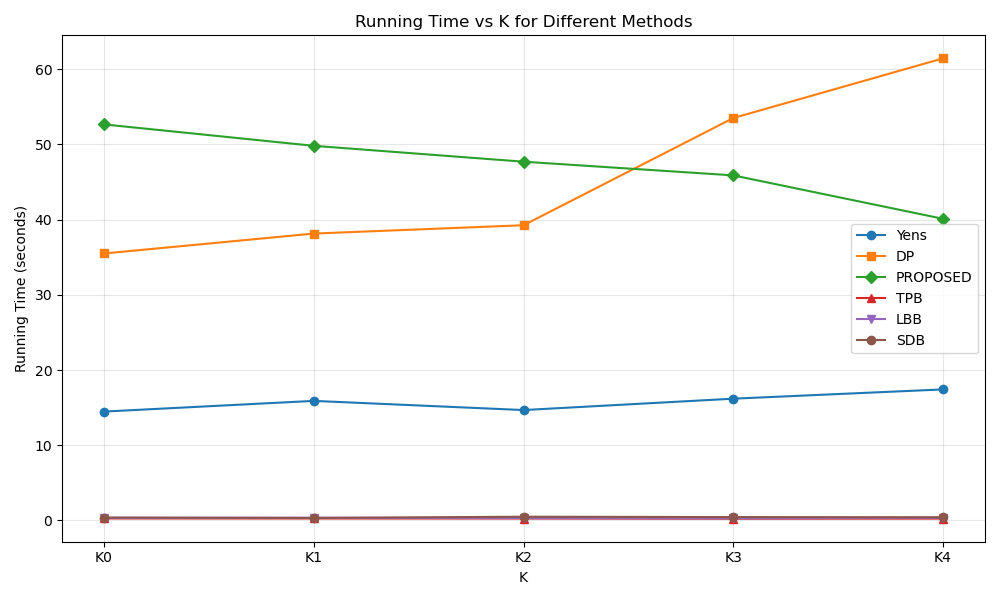 Running Time vs K for Different Methods
Running Time (seconds)
60
50
40
30
20
10
0
Yens
DP
PROPOSED
TPB
LBB
SDB
K0 K1 K2 K3 K4
K